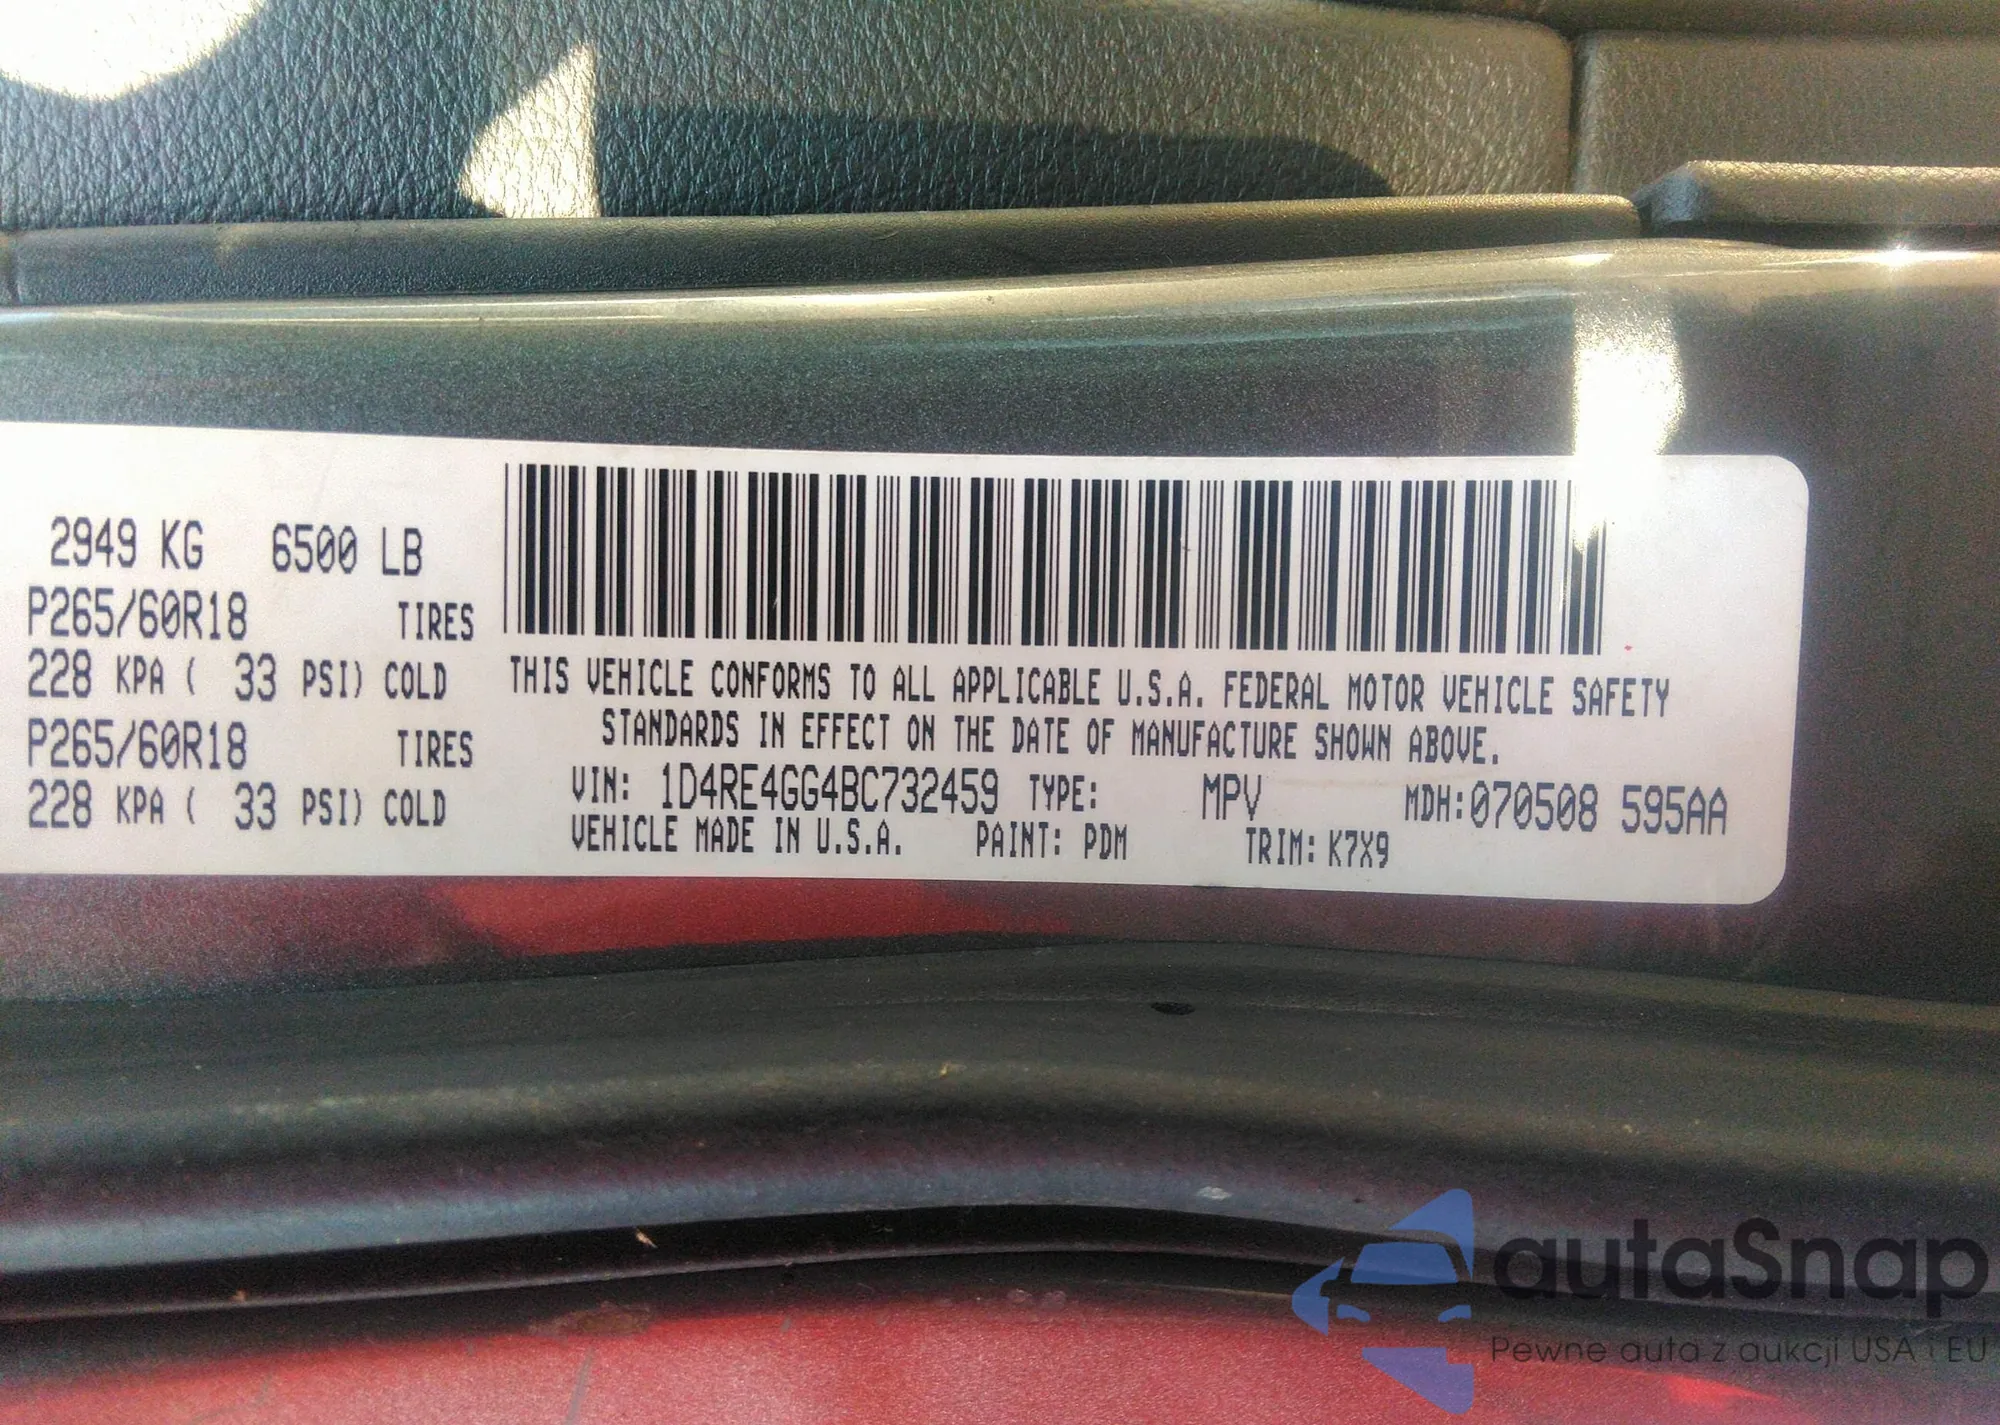 2949 KG 6500 LB
P265/60R18 TIRES
228 KPA ( 33 PSI) COLD
P265/60R18 TIRES
228 KPA ( 33 PSI) COLD
THIS VEHICLE CONFORMS TO ALL APPLICABLE U.S.A. FEDERAL MOTOR VEHICLE SAFETY
STANDARDS IN EFFECT ON THE DATE OF MANUFACTURE SHOWN ABOVE.
VIN: 1D4RE4GG4BC732459 TYPE: MPV MDH:070508 595AA
VEHICLE MADE IN U.S.A. PAINT: PDM TRIM: K7X9
autaSnap
Pewne auta z aukcji USA i EU